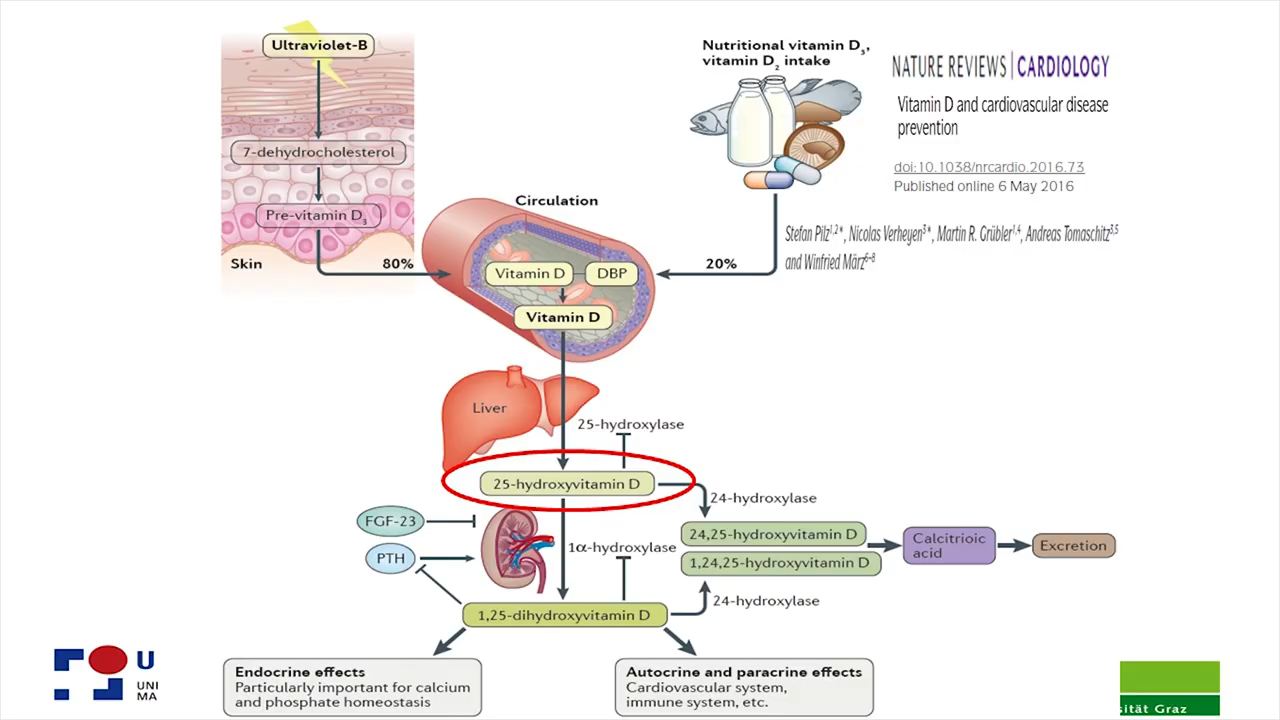 Ultraviolet-B
7-dehydrocholesterol
Pre-vitamin D3
Skin
80%
Circulation
Vitamin D
DBP
Vitamin D
Nutritional vitamin D3,
vitamin D2 intake
20%
NATURE REVIEWS | CARDIOLOGY
Vitamin D and cardiovascular disease
prevention
doi:10.1038/nrcardio.2016.73
Published online 6 May 2016
Stefan Pilz1,2*, Nicolas Verheyen3*, Martin R. Grübler1,4, Andreas Tomaschitz3,5
and Winfried März6–8
Liver
25-hydroxylase
25-hydroxyvitamin D
24-hydroxylase
FGF-23
PTH
1α-hydroxylase
24,25-hydroxyvitamin D
1,24,25-hydroxyvitamin D
Calcitrioic
acid
Excretion
24-hydroxylase
1,25-dihydroxyvitamin D
Endocrine effects
Particularly important for calcium
and phosphate homeostasis
Autocrine and paracrine effects
Cardiovascular system,
immune system, etc.
U
UNI
MA
sität Graz